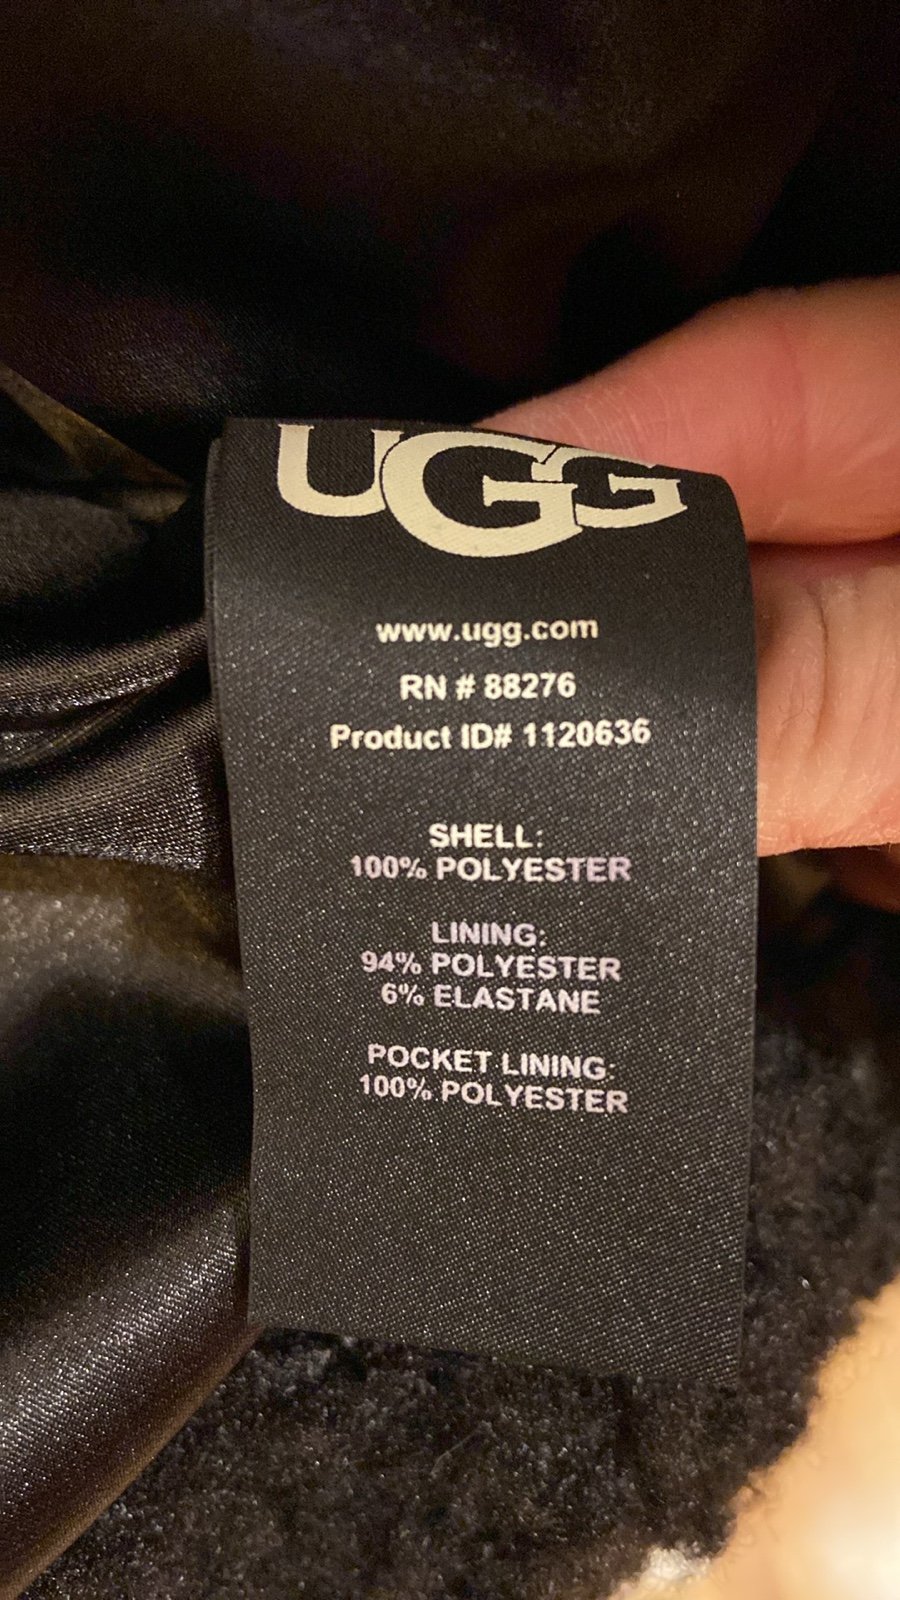 UGG
www.ugg.com
RN # 88276
Product ID# 1120636
SHELL:
100% POLYESTER
LINING:
94% POLYESTER
6% ELASTANE
POCKET LINING:
100% POLYESTER